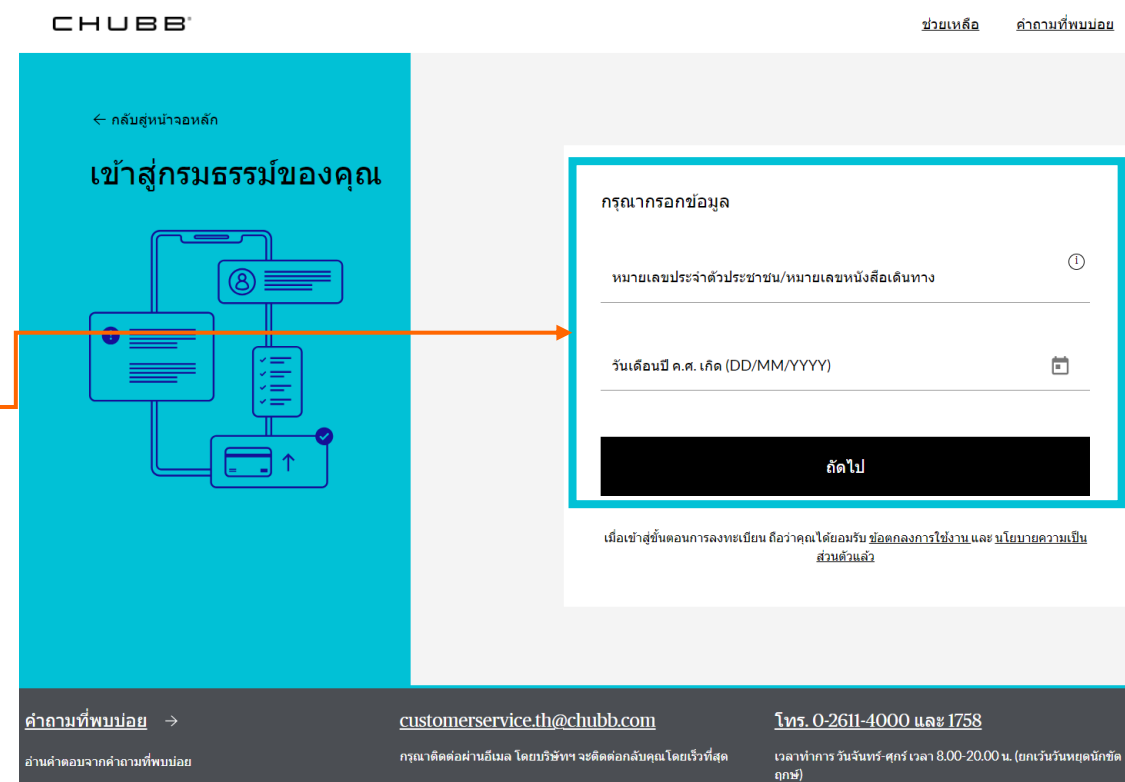 CHUBB
ช่วยเหลือ คำถามที่พบบ่อย
← กลับสู่หน้าจอหลัก
เข้าสู่กรมธรรม์ของคุณ
กรุณากรอกข้อมูล
หมายเลขประจำตัวประชาชน/หมายเลขหนังสือเดินทาง
วันเดือนปี ค.ศ. เกิด (DD/MM/YYYY)
ถัดไป
เมื่อเข้าสู่ขั้นตอนการลงทะเบียน ถือว่าคุณได้ยอมรับ ข้อตกลงการใช้งาน และ นโยบายความเป็น
ส่วนตัวแล้ว
คำถามที่พบบ่อย →
อ่านคำตอบจากคำถามที่พบบ่อย
customerservice.th@chubb.com
กรุณาติดต่อผ่านอีเมล โดยบริษัทฯ จะติดต่อกลับคุณโดยเร็วที่สุด
โทร. 0-2611-4000 และ 1758
เวลาทำการ วันจันทร์-ศุกร์ เวลา 8.00-20.00 น. (ยกเว้นวันหยุดนักขัต
ฤกษ์)